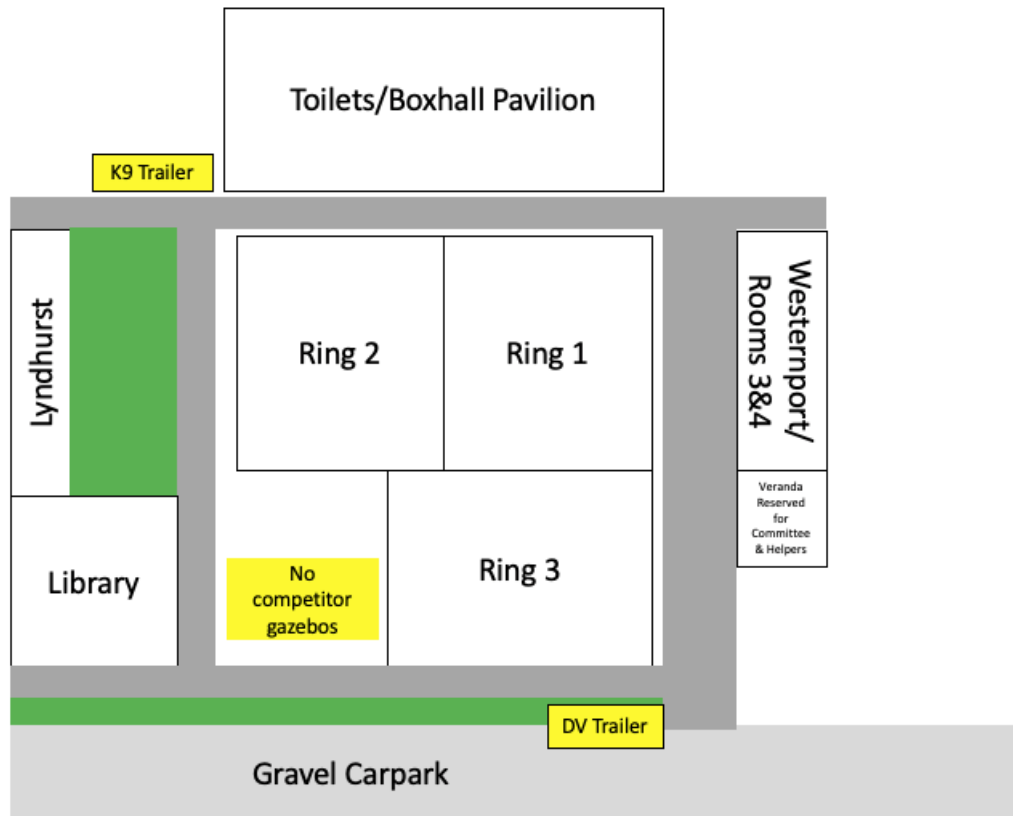 Toilets/Boxhall Pavilion
K9 Trailer
Lyndhurst
Ring 2
Ring 1
Westernport/
Rooms 3&4
Veranda
Reserved
for
Committee
& Helpers
Library
No
competitor
gazebos
Ring 3
DV Trailer
Gravel Carpark